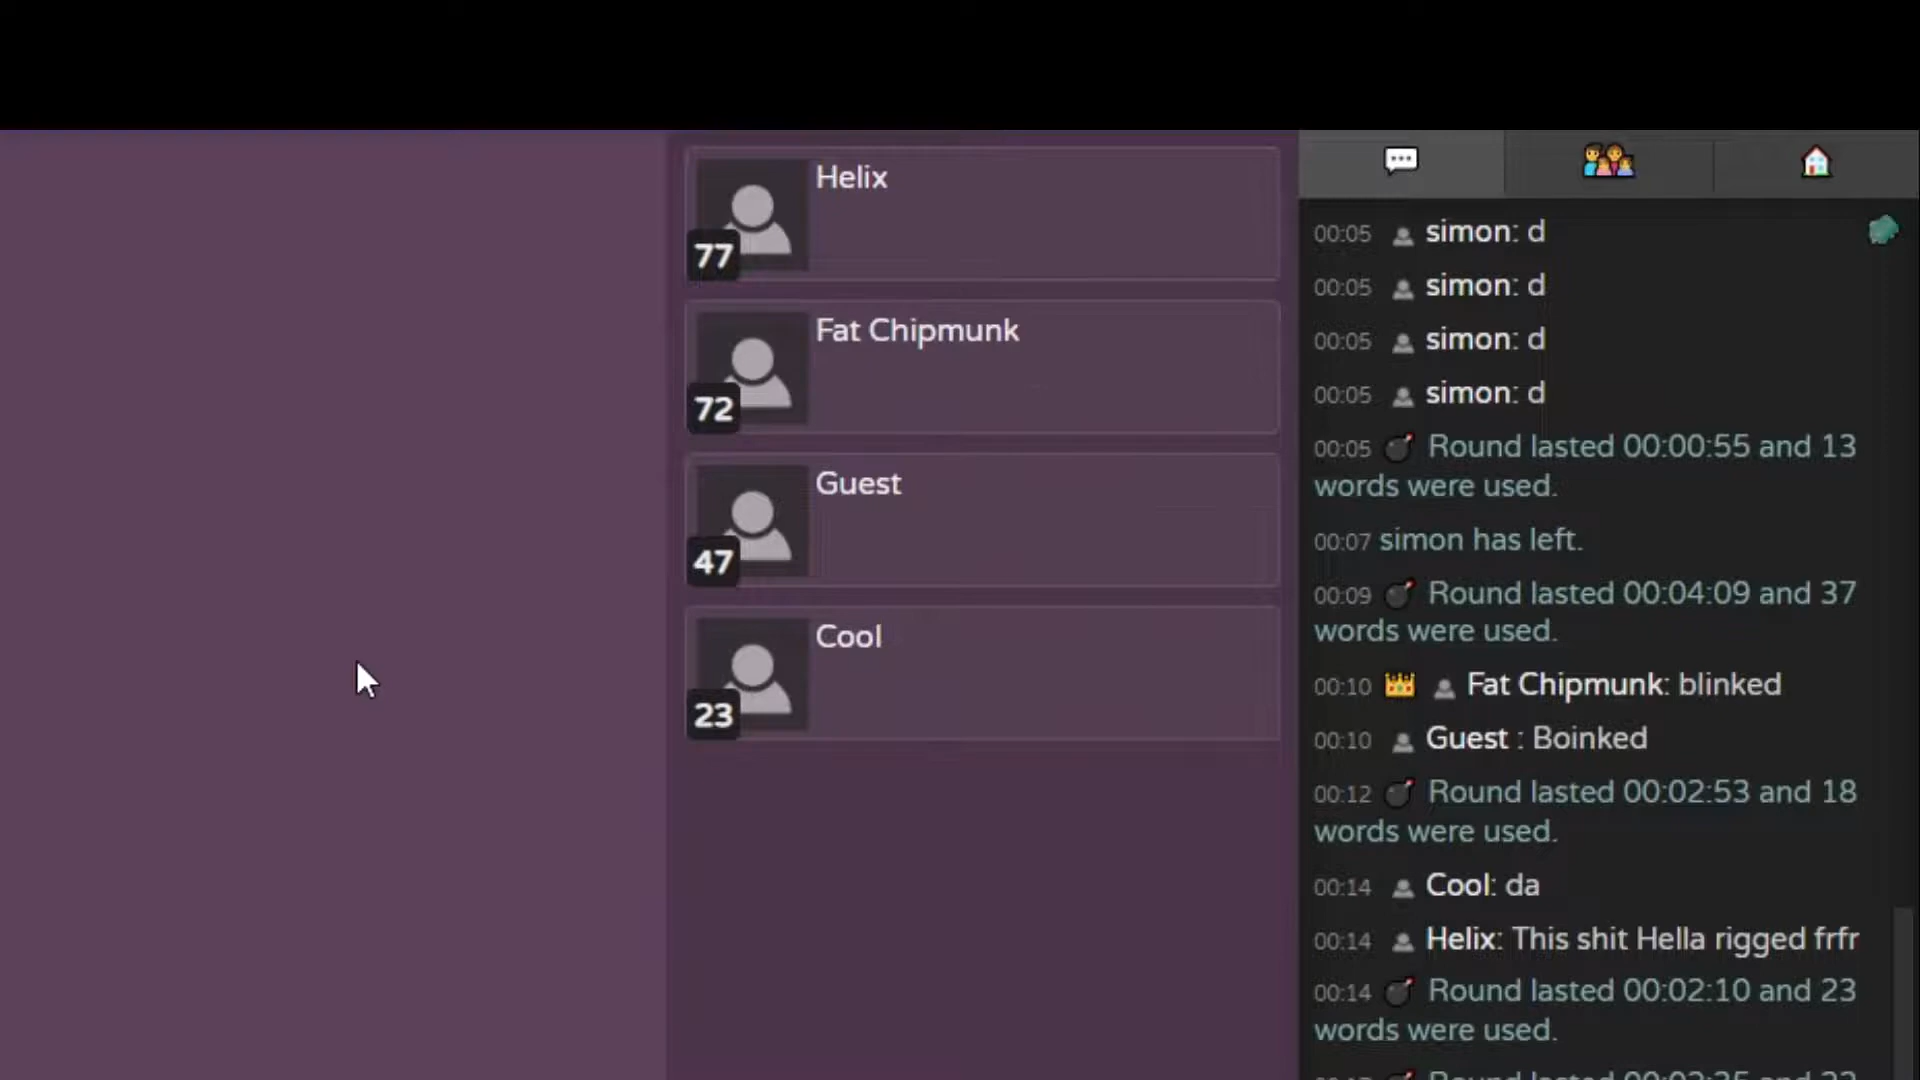 Helix
77
Fat Chipmunk
72
Guest
47
Cool
23
00:05 simon: d
00:05 simon: d
00:05 simon: d
00:05 simon: d
00:05 Round lasted 00:00:55 and 13
words were used.
00:07 simon has left.
00:09 Round lasted 00:04:09 and 37
words were used.
00:10 Fat Chipmunk: blinked
00:10 Guest : Boinked
00:12 Round lasted 00:02:53 and 18
words were used.
00:14 Cool: da
00:14 Helix: This shit Hella rigged frfr
00:14 Round lasted 00:02:10 and 23
words were used.
Round lasted